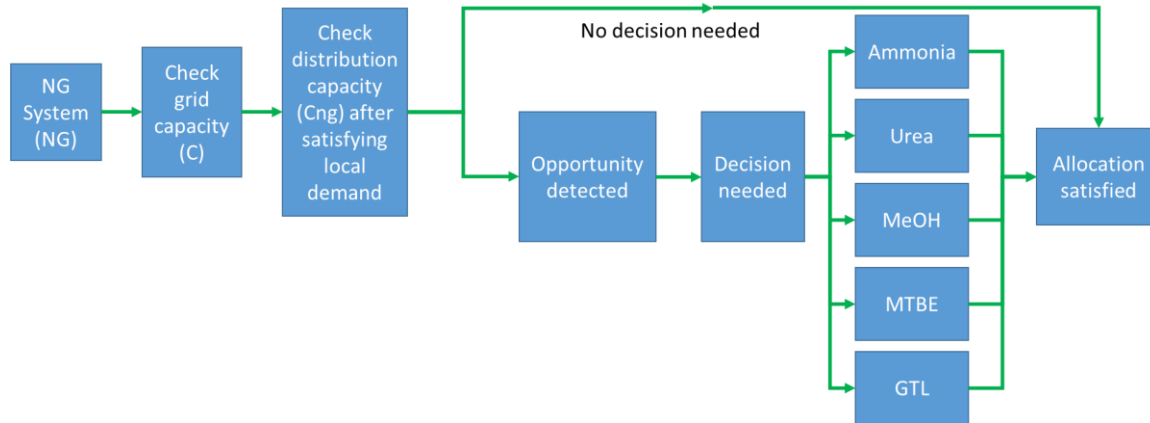 NG
System
(NG)
Check
grid
capacity
(C)
Check
distribution
capacity
(Cng) after
satisfying
local
demand
No decision needed
Opportunity
detected
Decision
needed
Ammonia
Urea
MeOH
MTBE
GTL
Allocation
satisfied